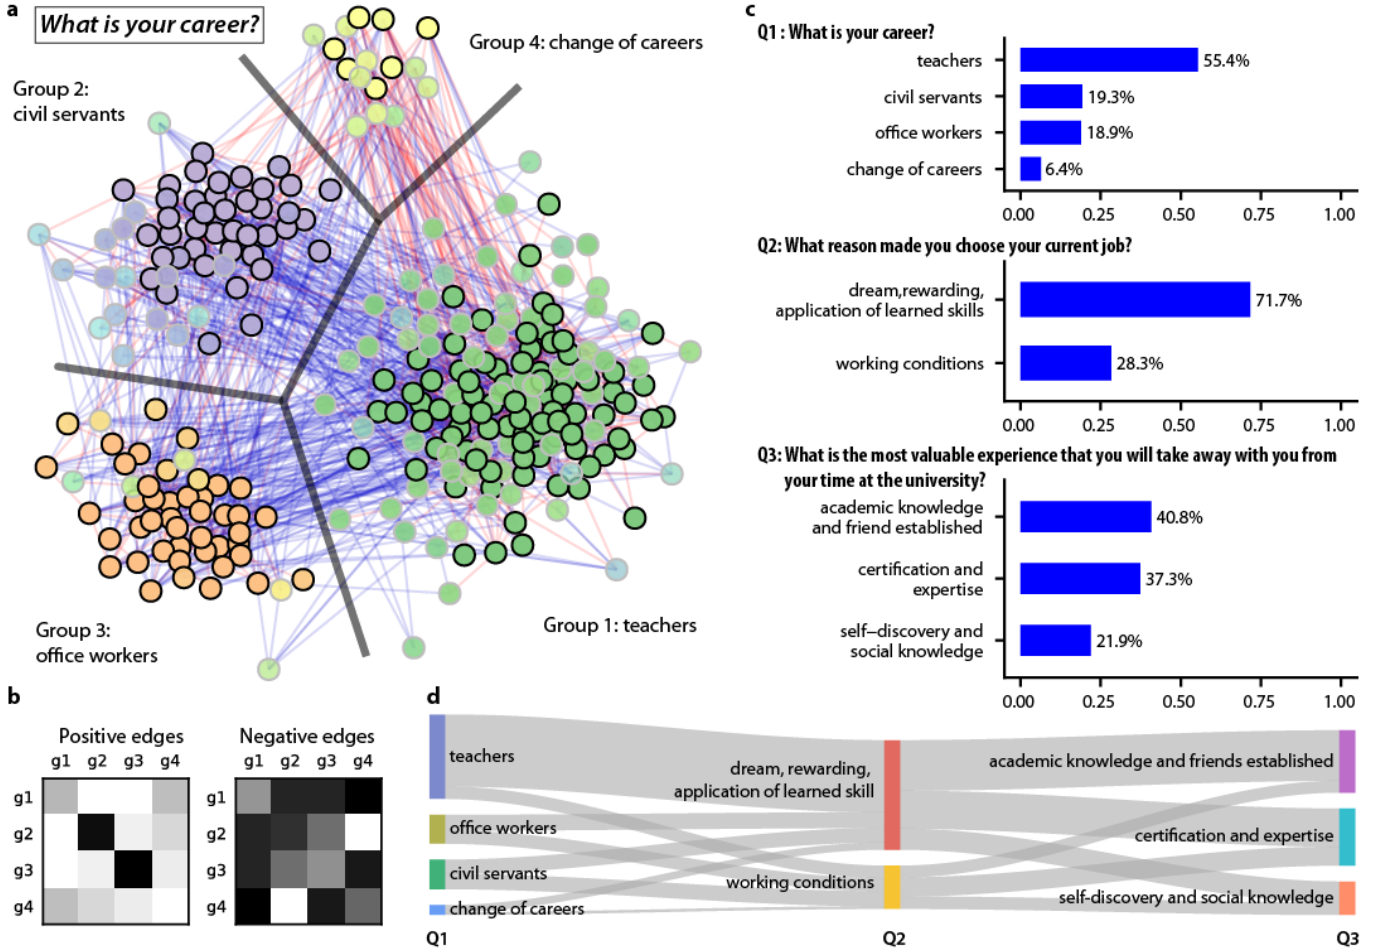 a
What is your career?
Group 4: change of careers
Group 2:
civil servants
Group 3:
office workers
Group 1: teachers
b
Positive edges
g1 g2 g3 g4
g1
g2
g3
g4
Negative edges
g1 g2 g3 g4
g1
g2
g3
g4
c
Q1 : What is your career?
teachers 55.4%
civil servants 19.3%
office workers 18.9%
change of careers 6.4%
0.00 0.25 0.50 0.75 1.00
Q2: What reason made you choose your current job?
dream,rewarding,
application of learned skills 71.7%
working conditions 28.3%
0.00 0.25 0.50 0.75 1.00
Q3: What is the most valuable experience that you will take away with you from
your time at the university?
academic knowledge
and friend established 40.8%
certification and
expertise 37.3%
self–discovery and
social knowledge 21.9%
0.00 0.25 0.50 0.75 1.00
d
teachers
office workers
civil servants
change of careers
dream, rewarding,
application of learned skill
working conditions
academic knowledge and friends established
certification and expertise
self-discovery and social knowledge
Q1 Q2 Q3